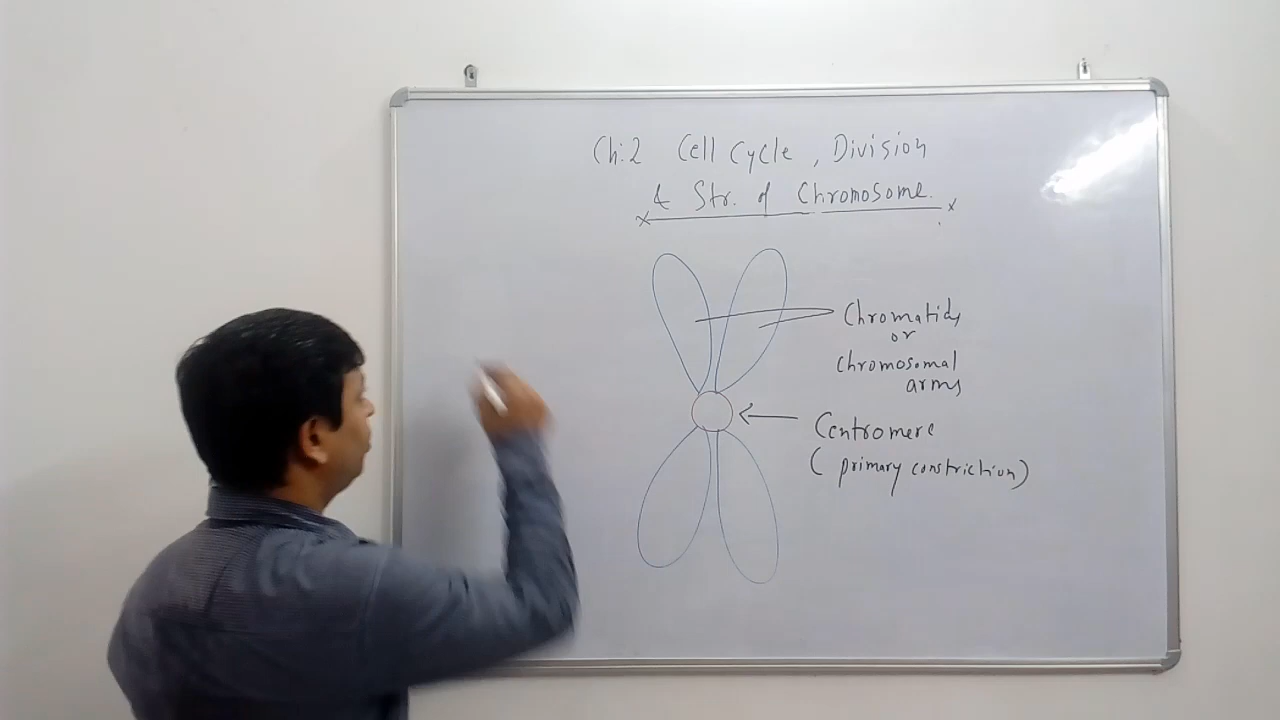 Ch:2 Cell Cycle, Division
& Str. of Chromosome.
Chromatids
or
Chromosomal
arms
Centromere
(primary constriction)